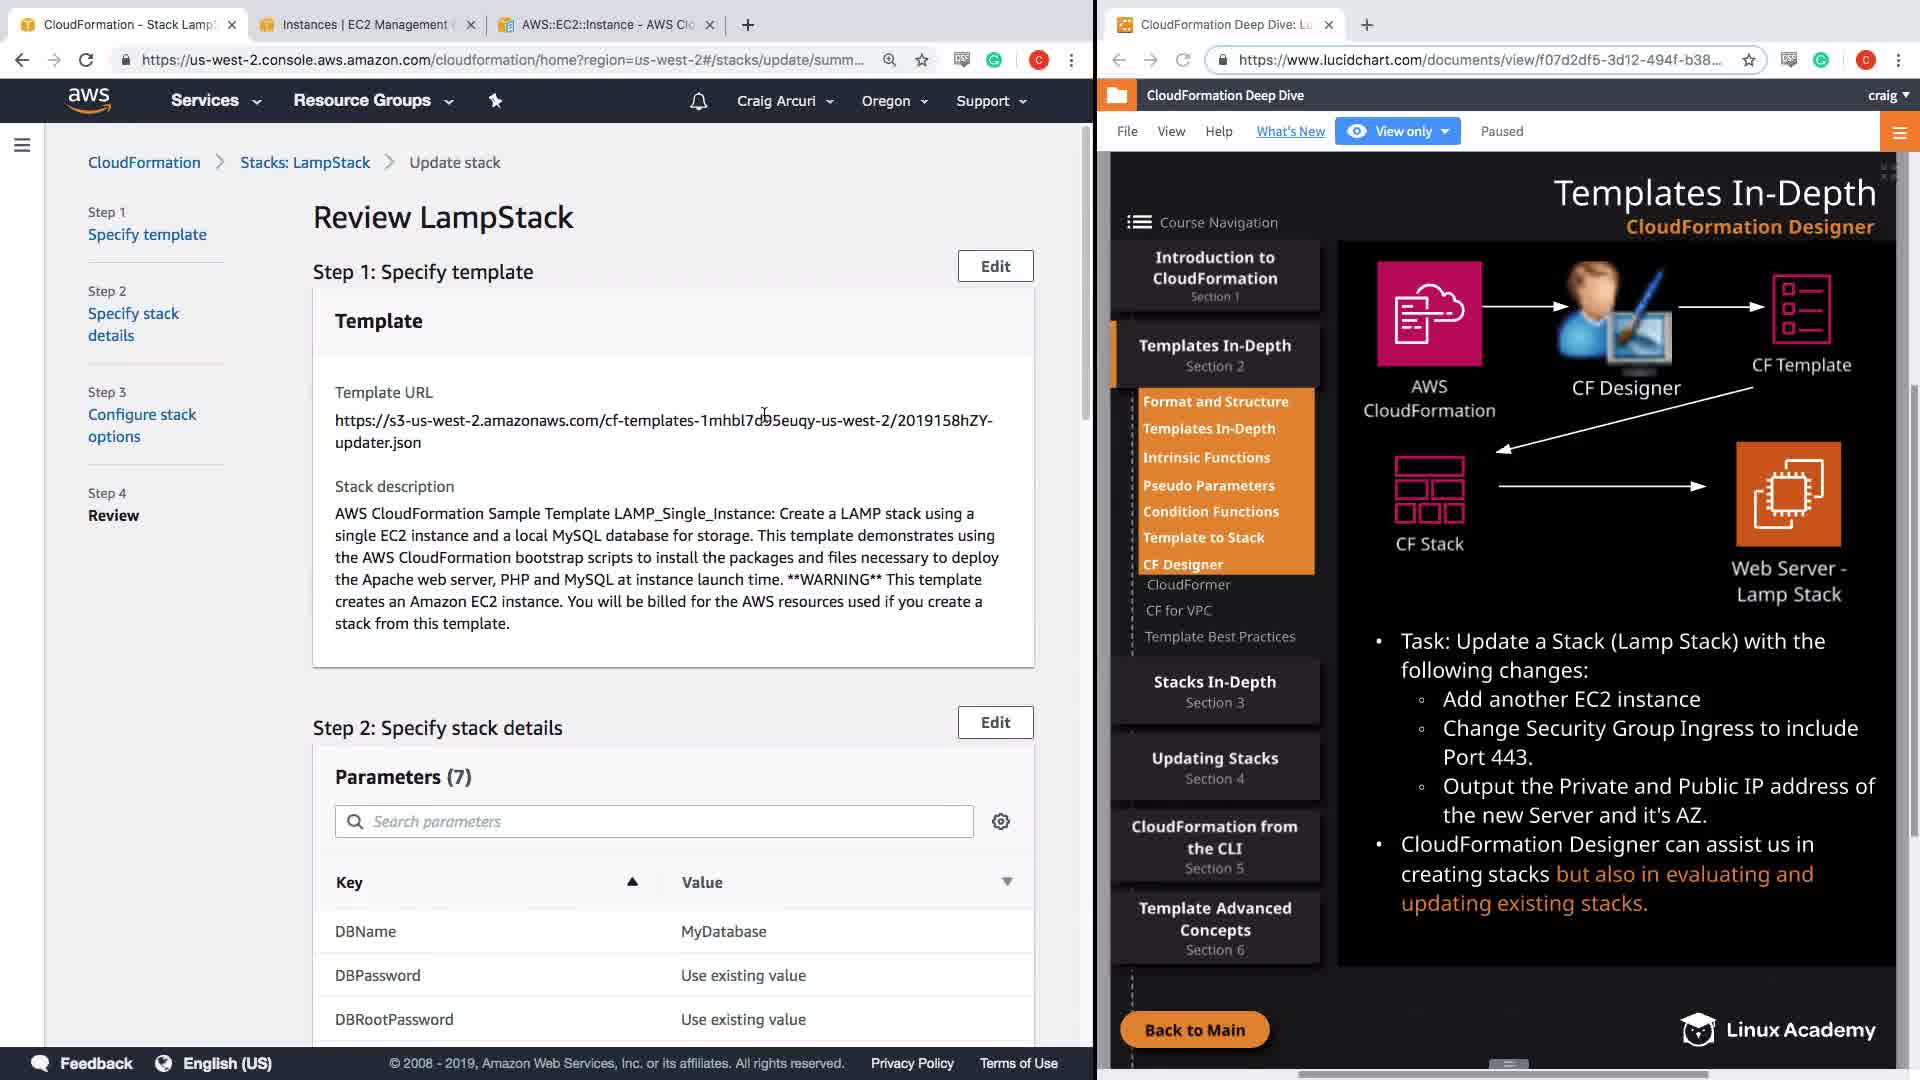 CloudFormation - Stack LampS
Instances | EC2 Management
AWS::EC2::Instance - AWS Clo
https://us-west-2.console.aws.amazon.com/cloudformation/home?region=us-west-2#/stacks/update/summ...
C
aws
Services
Resource Groups
Craig Arcuri
Oregon
Support
CloudFormation
Stacks: LampStack
Update stack
Step 1
Specify template
Step 2
Specify stack
details
Step 3
Configure stack
options
Step 4
Review
Review LampStack
Step 1: Specify template
Edit
Template
Template URL
https://s3-us-west-2.amazonaws.com/cf-templates-1mhbl7d95euqy-us-west-2/2019158hZY-
updater.json
Stack description
AWS CloudFormation Sample Template LAMP_Single_Instance: Create a LAMP stack using a
single EC2 instance and a local MySQL database for storage. This template demonstrates using
the AWS CloudFormation bootstrap scripts to install the packages and files necessary to deploy
the Apache web server, PHP and MySQL at instance launch time. **WARNING** This template
creates an Amazon EC2 instance. You will be billed for the AWS resources used if you create a
stack from this template.
Step 2: Specify stack details
Edit
Parameters (7)
Search parameters
Key
Value
DBName
MyDatabase
DBPassword
Use existing value
DBRootPassword
Use existing value
Feedback
English (US)
© 2008 - 2019, Amazon Web Services, Inc. or its affiliates. All rights reserved.
Privacy Policy
Terms of Use
CloudFormation Deep Dive: Lu
https://www.lucidchart.com/documents/view/f07d2df5-3d12-494f-b38...
C
CloudFormation Deep Dive
craig
File
View
Help
What's New
View only
Paused
Templates In-Depth
CloudFormation Designer
Course Navigation
Introduction to
CloudFormation
Section 1
Templates In-Depth
Section 2
Format and Structure
Templates In-Depth
Intrinsic Functions
Pseudo Parameters
Condition Functions
Template to Stack
CF Designer
CloudFormer
CF for VPC
Template Best Practices
Stacks In-Depth
Section 3
Updating Stacks
Section 4
CloudFormation from
the CLI
Section 5
Template Advanced
Concepts
Section 6
Back to Main
AWS
CloudFormation
CF Designer
CF Template
CF Stack
Web Server -
Lamp Stack
• Task: Update a Stack (Lamp Stack) with the
following changes:
◦ Add another EC2 instance
◦ Change Security Group Ingress to include
Port 443.
◦ Output the Private and Public IP address of
the new Server and it's AZ.
• CloudFormation Designer can assist us in
creating stacks but also in evaluating and
updating existing stacks.
Linux Academy